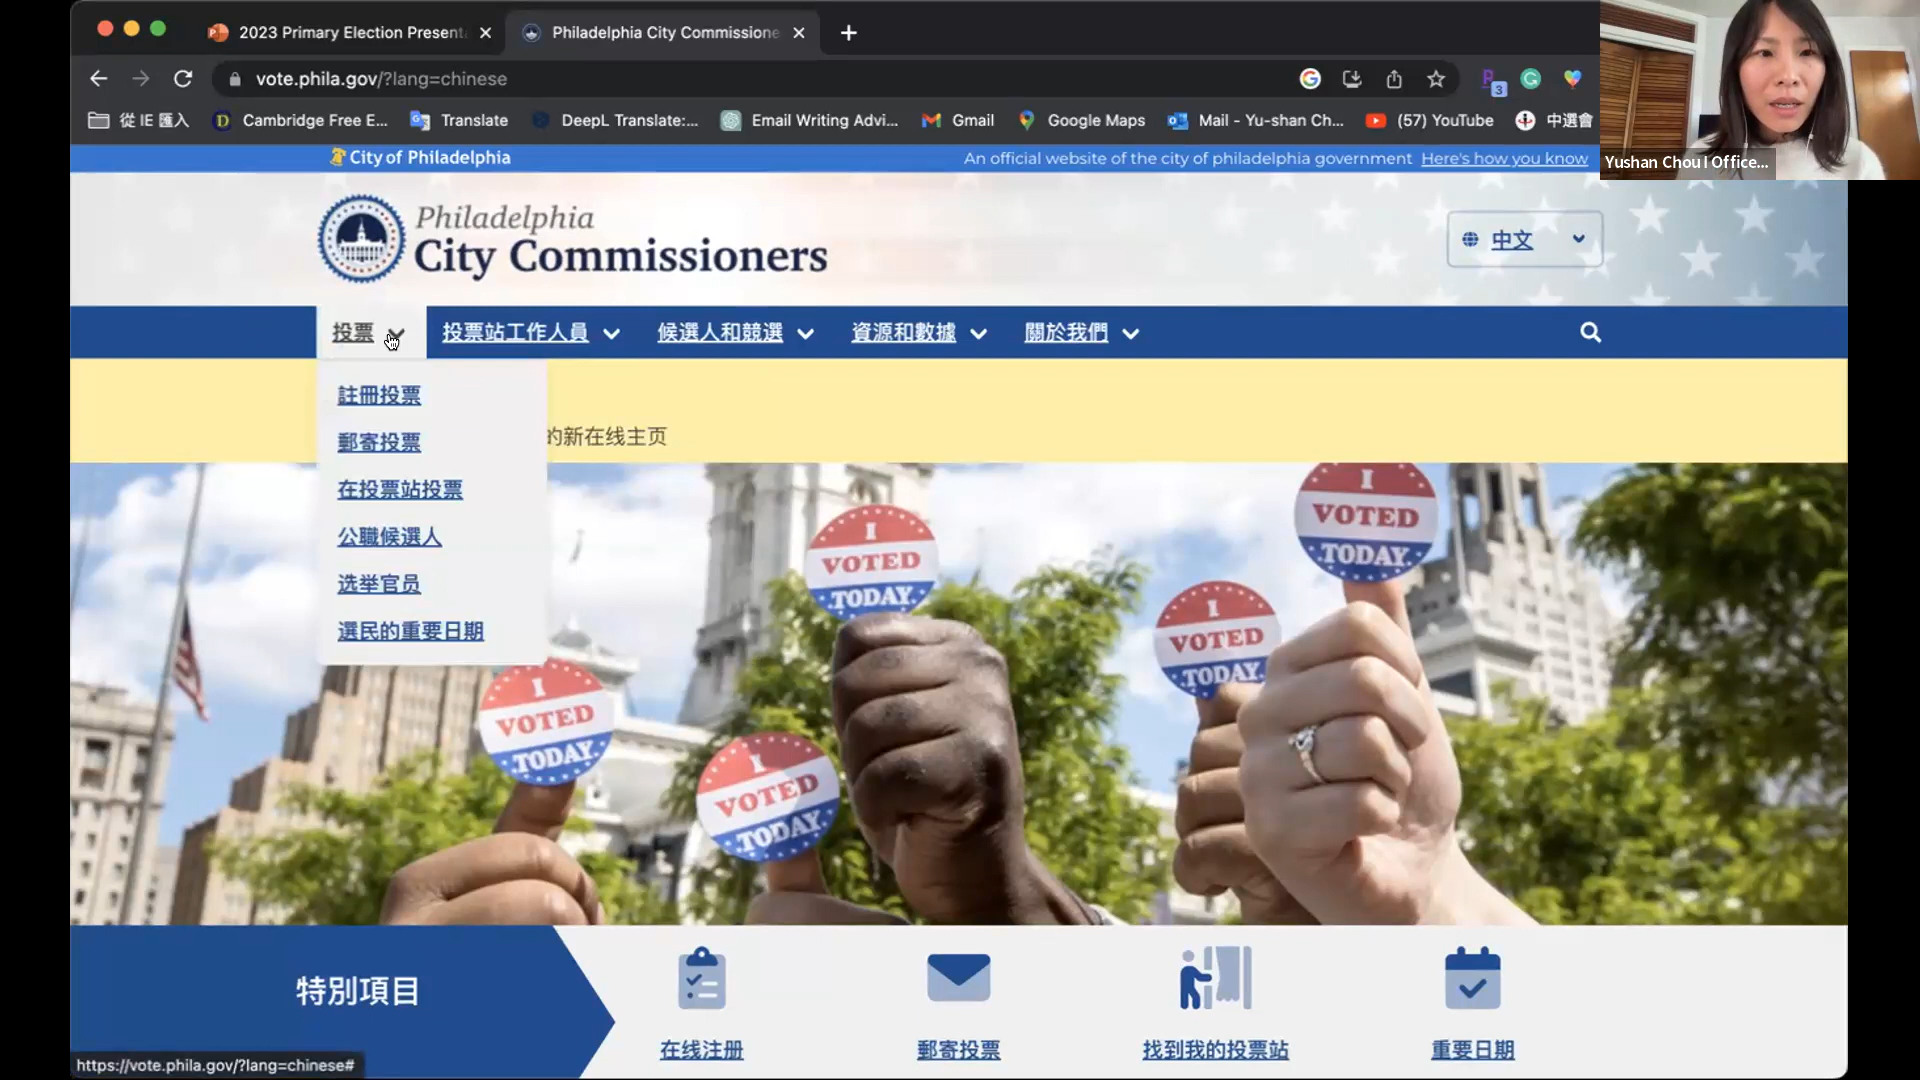 2023 Primary Election Present
Philadelphia City Commissione
vote.phila.gov/?lang=chinese
3
從 IE 匯入
Cambridge Free E...
Translate
DeepL Translate:...
Email Writing Advi...
Gmail
Google Maps
Mail - Yu-shan Ch...
(57) YouTube
中選會
Yushan Chou I Office...
City of Philadelphia
An official website of the city of philadelphia government Here's how you know
Philadelphia
City Commissioners
中文
投票
投票站工作人員
候選人和競選
資源和數據
關於我們
註冊投票
郵寄投票
在投票站投票
公職候選人
选举官员
選民的重要日期
的新在线主页
I
VOTED
TODAY.
I
VOTED
TODAY.
I
VOTED
TODAY.
I
VOTED
TODAY.
I
VOTED
TODAY.
特別項目
在线注册
郵寄投票
找到我的投票站
重要日期
https://vote.phila.gov/?lang=chinese#